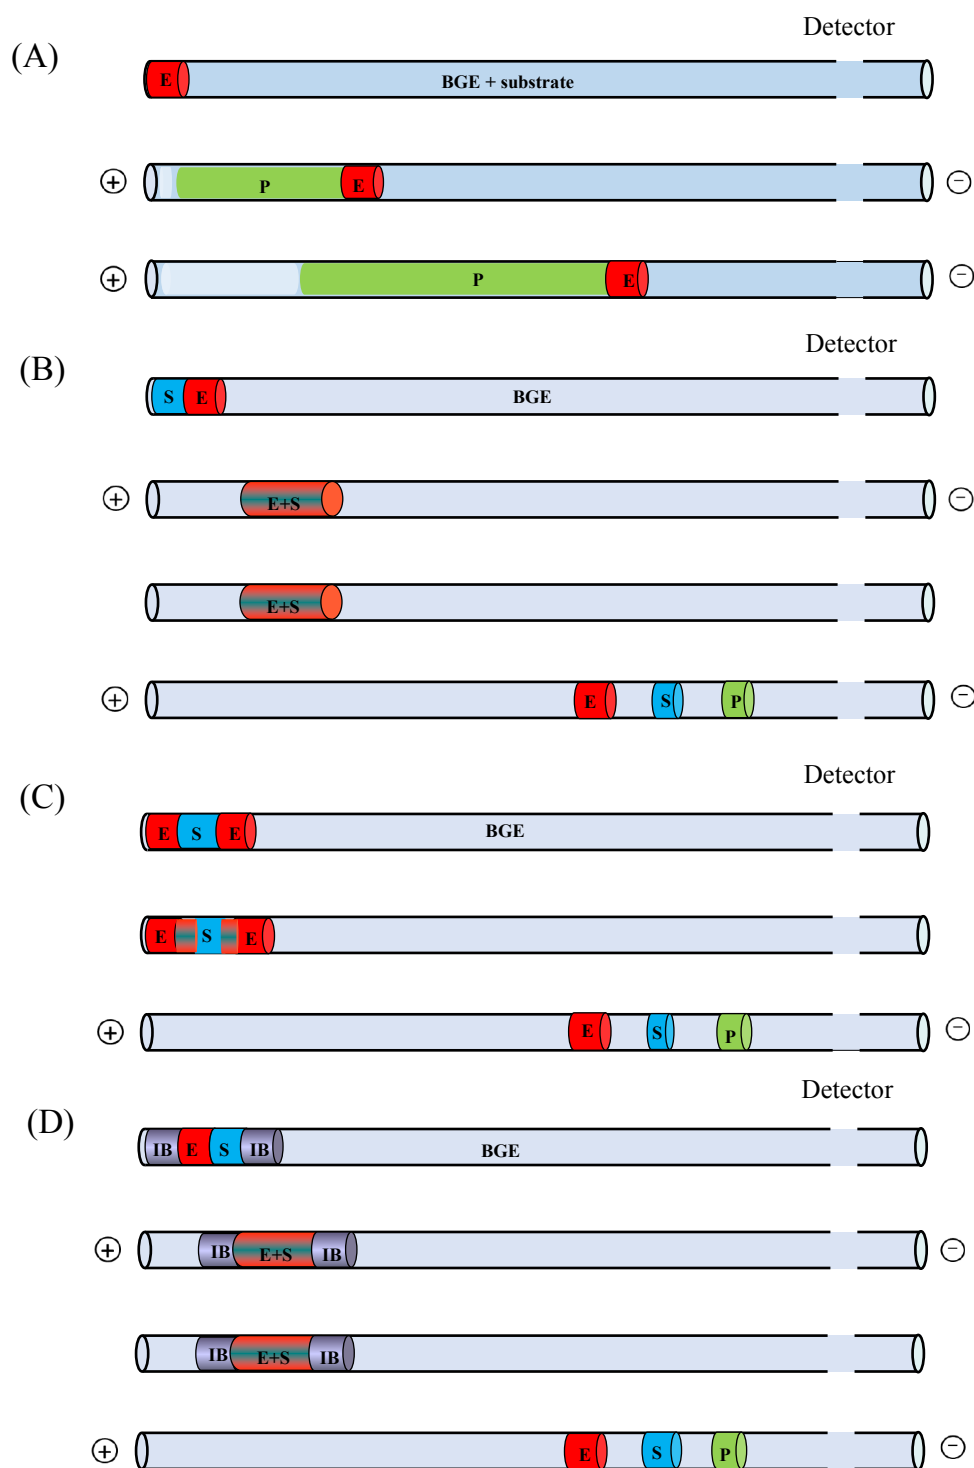 Detector
(A)
E
BGE + substrate
+ P E −
+ P E −
Detector
(B)
S E BGE
+ E+S −
E+S
+ E S P −
Detector
(C)
E S E BGE
E S E
+ E S P −
Detector
(D)
IB E S IB BGE
+ IB E+S IB −
IB E+S IB
+ E S P −